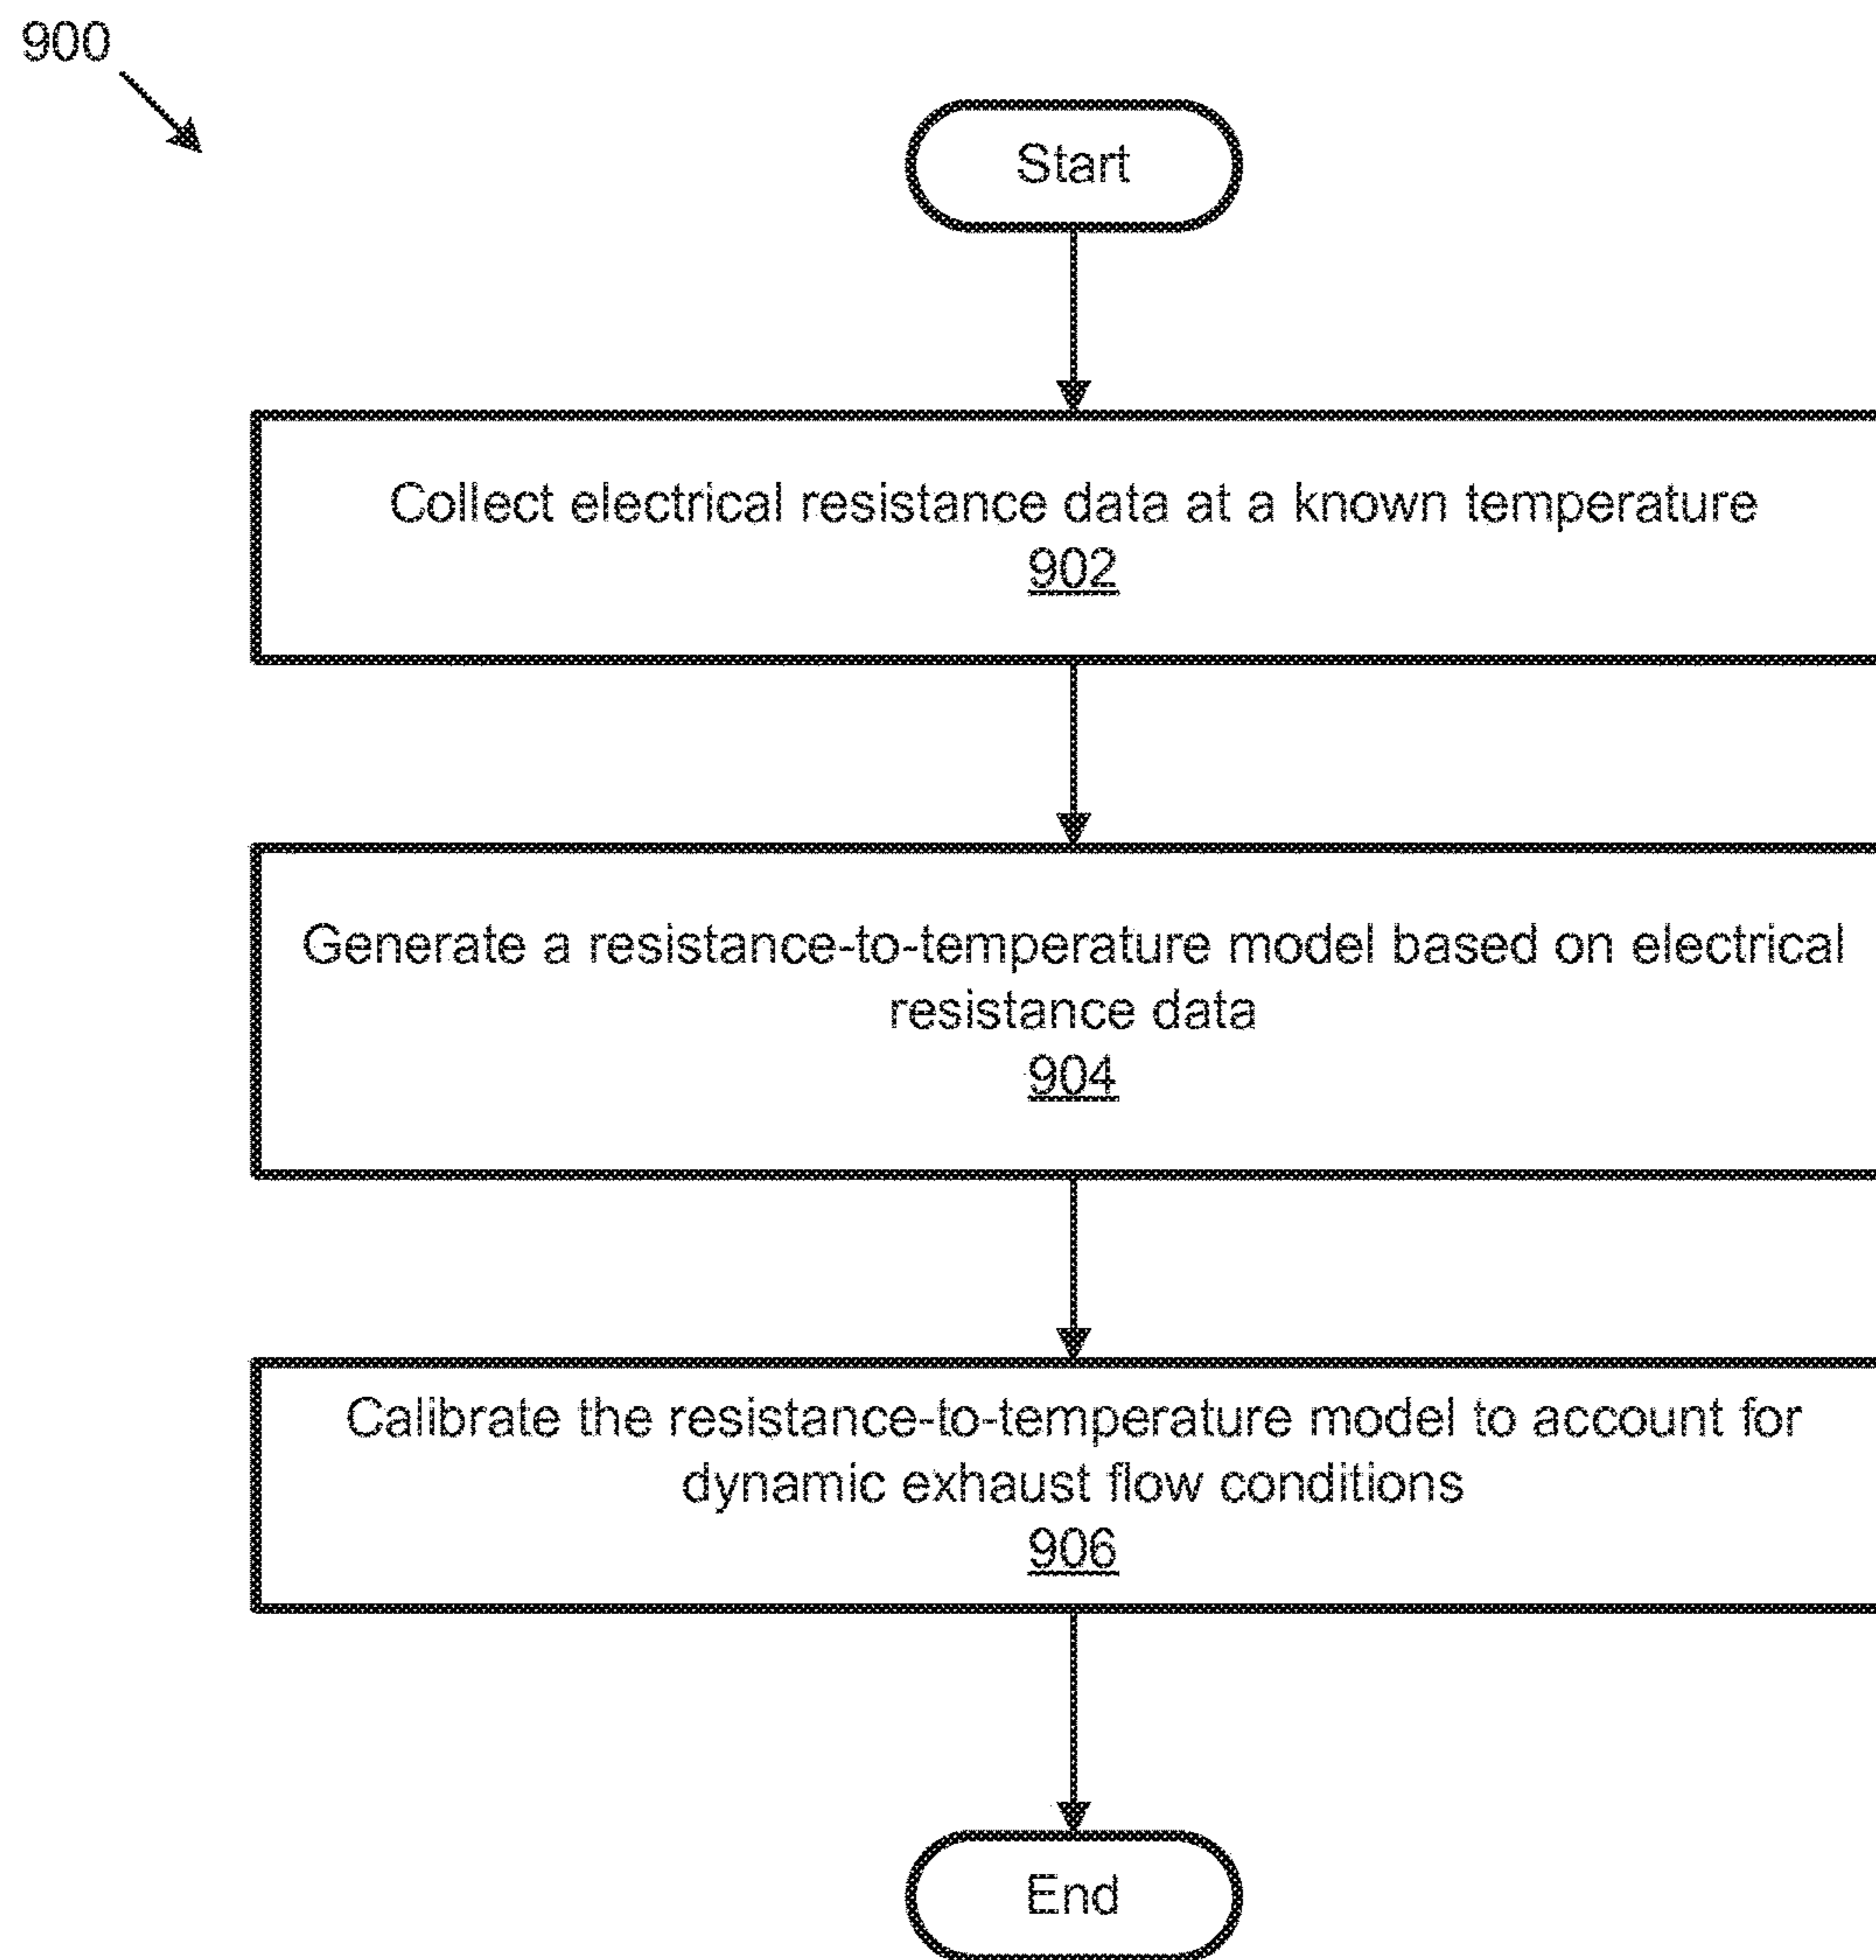 900
Start
Collect electrical resistance data at a known temperature
902
Generate a resistance-to-temperature model based on electrical
resistance data
904
Calibrate the resistance-to-temperature model to account for
dynamic exhaust flow conditions
906
End